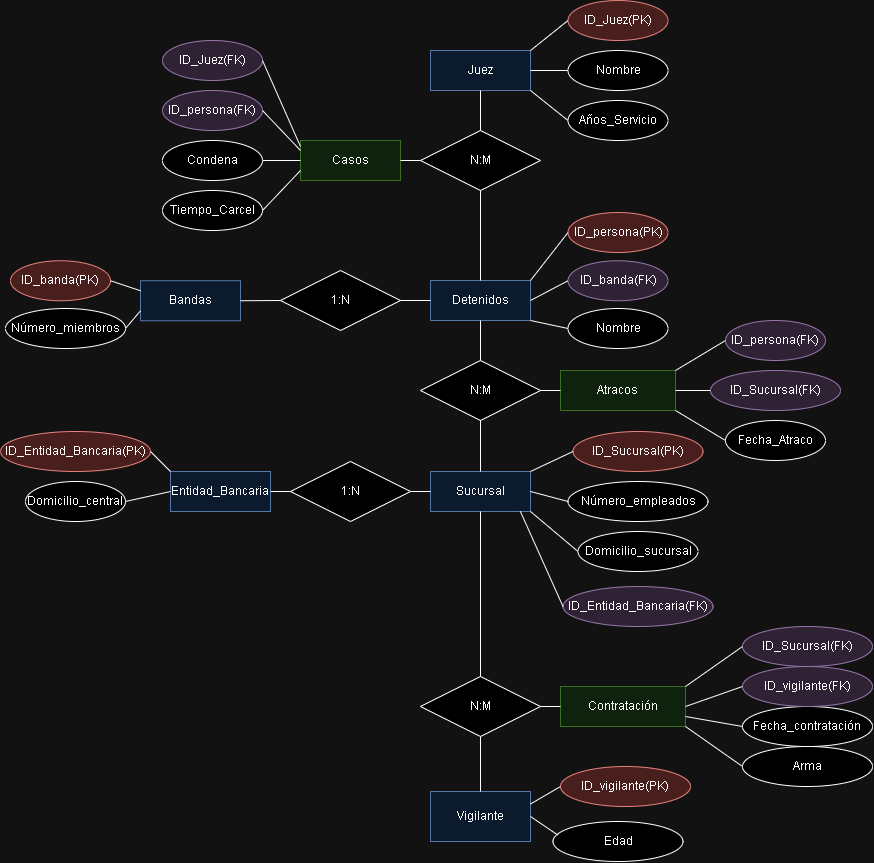 ID_Juez(PK)
ID_Juez(FK)
Juez
Nombre
ID_persona(FK)
Años_Servicio
Condena
Casos
N:M
Tiempo_Carcel
ID_persona(PK)
ID_banda(PK)
ID_banda(FK)
Bandas
1:N
Detenidos
Número_miembros
Nombre
ID_persona(FK)
N:M
Atracos
ID_Sucursal(FK)
Fecha_Atraco
ID_Entidad_Bancaria(PK)
ID_Sucursal(PK)
Entidad_Bancaria
1:N
Sucursal
Domicilio_central
Número_empleados
Domicilio_sucursal
ID_Entidad_Bancaria(FK)
ID_Sucursal(FK)
ID_vigilante(FK)
N:M
Contratación
Fecha_contratación
Arma
ID_vigilante(PK)
Vigilante
Edad